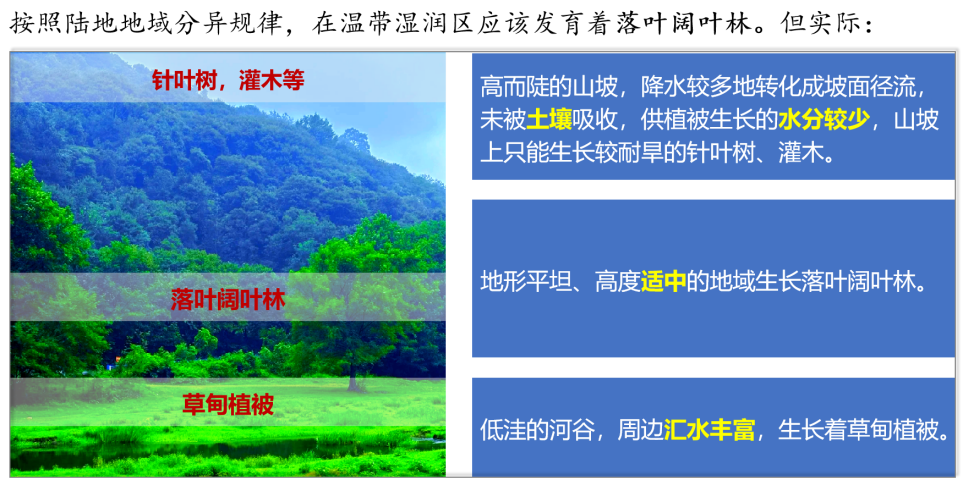 按照陆地地域分异规律，在温带湿润区应该发育着落叶阔叶林。但实际：
针叶树，灌木等
高而陡的山坡，降水较多地转化成坡面径流，
未被土壤吸收，供植被生长的水分较少，山坡
上只能生长较耐旱的针叶树、灌木。
落叶阔叶林
地形平坦、高度适中的地域生长落叶阔叶林。
草甸植被
低洼的河谷，周边汇水丰富，生长着草甸植被。